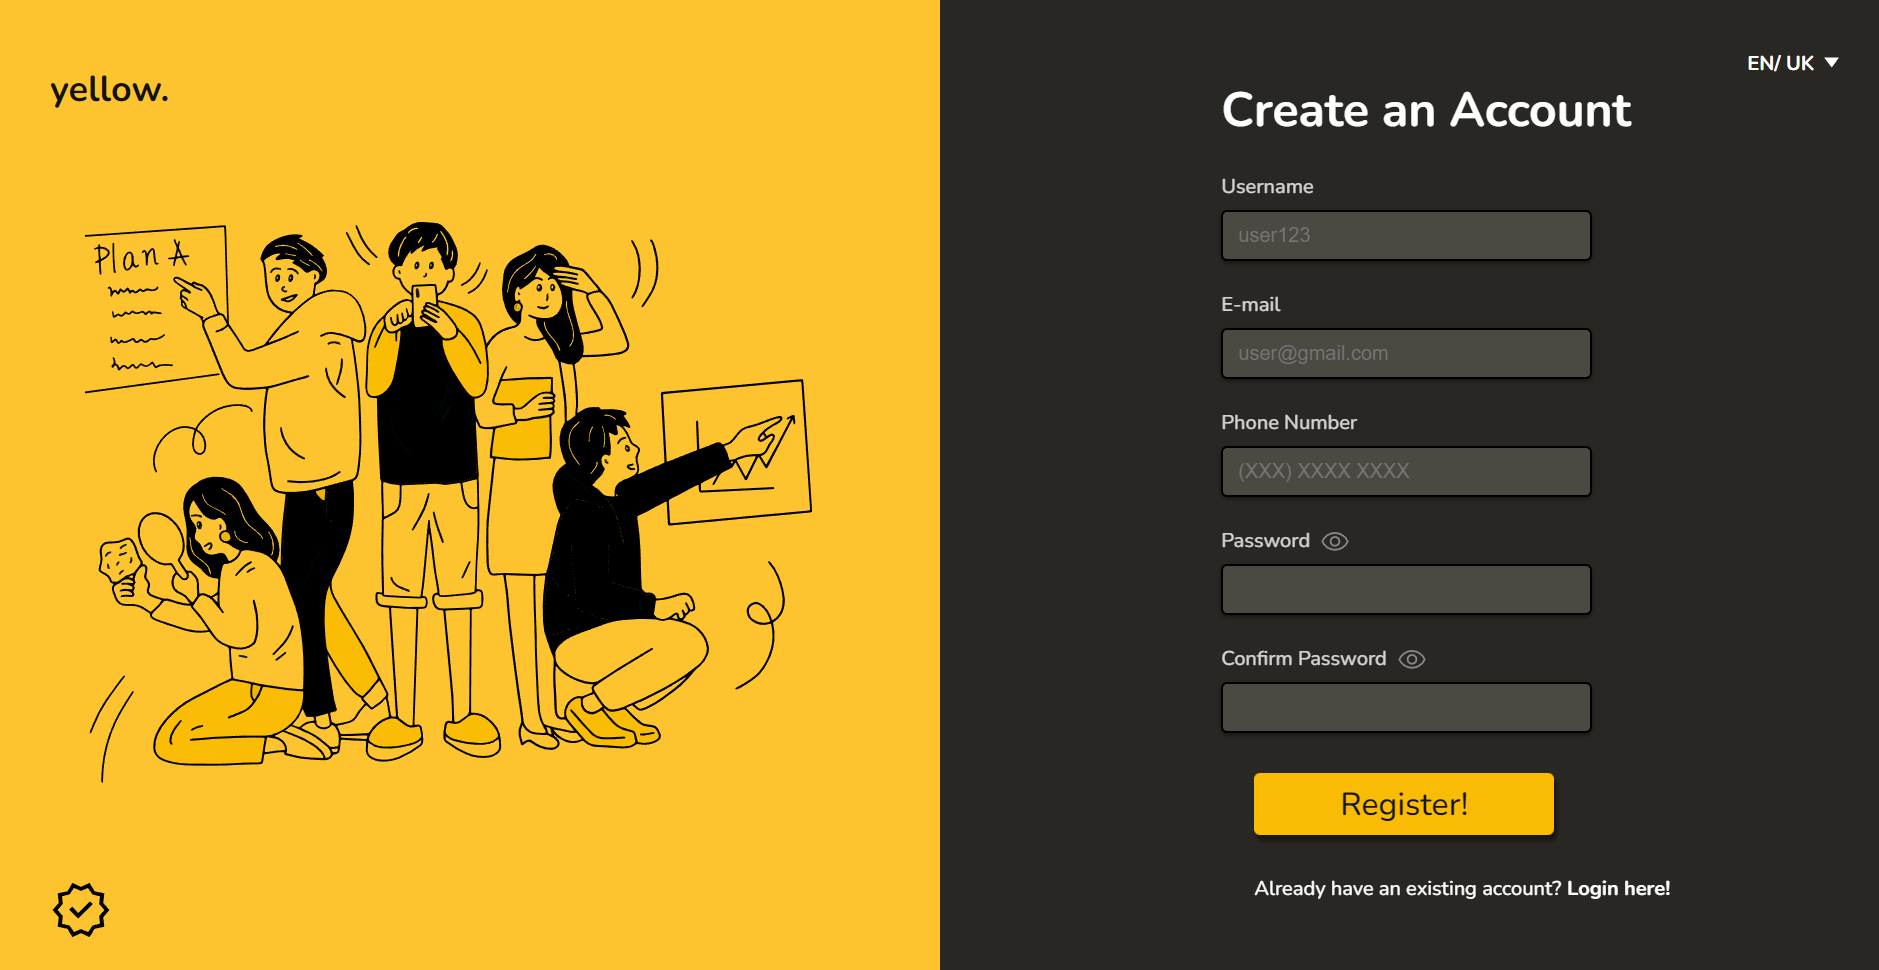 yellow.
Plan A
EN/ UK
Create an Account
Username
user123
E-mail
user@gmail.com
Phone Number
(XXX) XXXX XXXX
Password
Confirm Password
Register!
Already have an existing account? Login here!